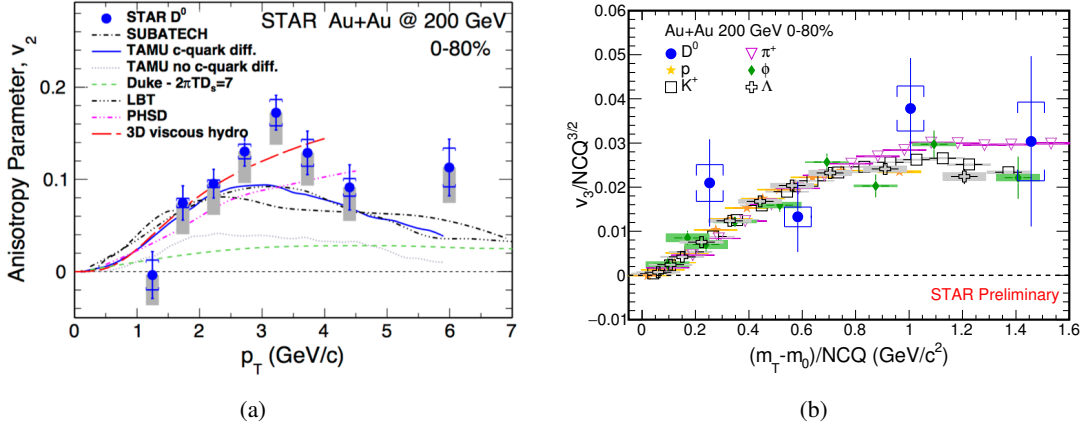 STAR Au+Au @ 200 GeV
0-80%
STAR D⁰
SUBATECH
TAMU c-quark diff.
TAMU no c-quark diff.
Duke - 2πTDₛ=7
LBT
PHSD
3D viscous hydro
Anisotropy Parameter, v₂
0.2
0.1
0
0 1 2 3 4 5 6 7
p_T (GeV/c)
(a)
Au+Au 200 GeV 0-80%
D⁰
π⁺
p
ϕ
K⁺
Λ
v₃/NCQ^{3/2}
0.06
0.05
0.04
0.03
0.02
0.01
0
−0.01
STAR Preliminary
0 0.2 0.4 0.6 0.8 1 1.2 1.4 1.6
(m_T-m₀)/NCQ (GeV/c²)
(b)